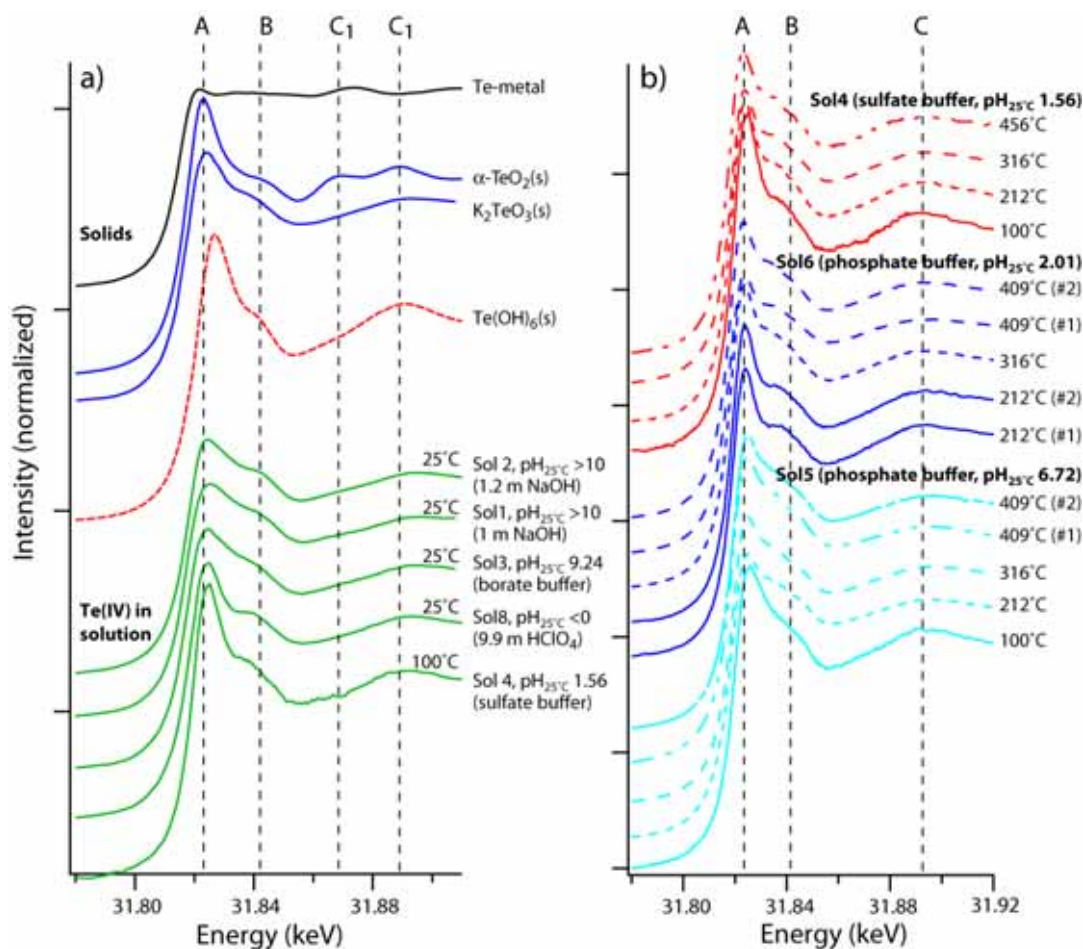 A B C₁ C₁
a)
Te-metal
α-TeO₂(s)
K₂TeO₃(s)
Solids
Te(OH)₆(s)
25°C Sol 2, pH₂₅°C >10
(1.2 m NaOH)
25°C Sol1, pH₂₅°C >10
(1 m NaOH)
25°C Sol3, pH₂₅°C 9.24
(borate buffer)
Te(IV) in
solution
25°C Sol8, pH₂₅°C <0
(9.9 m HClO₄)
100°C Sol 4, pH₂₅°C 1.56
(sulfate buffer)
Intensity (normalized)
31.80 31.84 31.88
Energy (keV)
A B C
b)
Sol4 (sulfate buffer, pH₂₅°C 1.56)
456°C
316°C
212°C
100°C
Sol6 (phosphate buffer, pH₂₅°C 2.01)
409°C (#2)
409°C (#1)
316°C
212°C (#2)
212°C (#1)
Sol5 (phosphate buffer, pH₂₅°C 6.72)
409°C (#2)
409°C (#1)
316°C
212°C
100°C
31.80 31.84 31.88 31.92
Energy (keV)